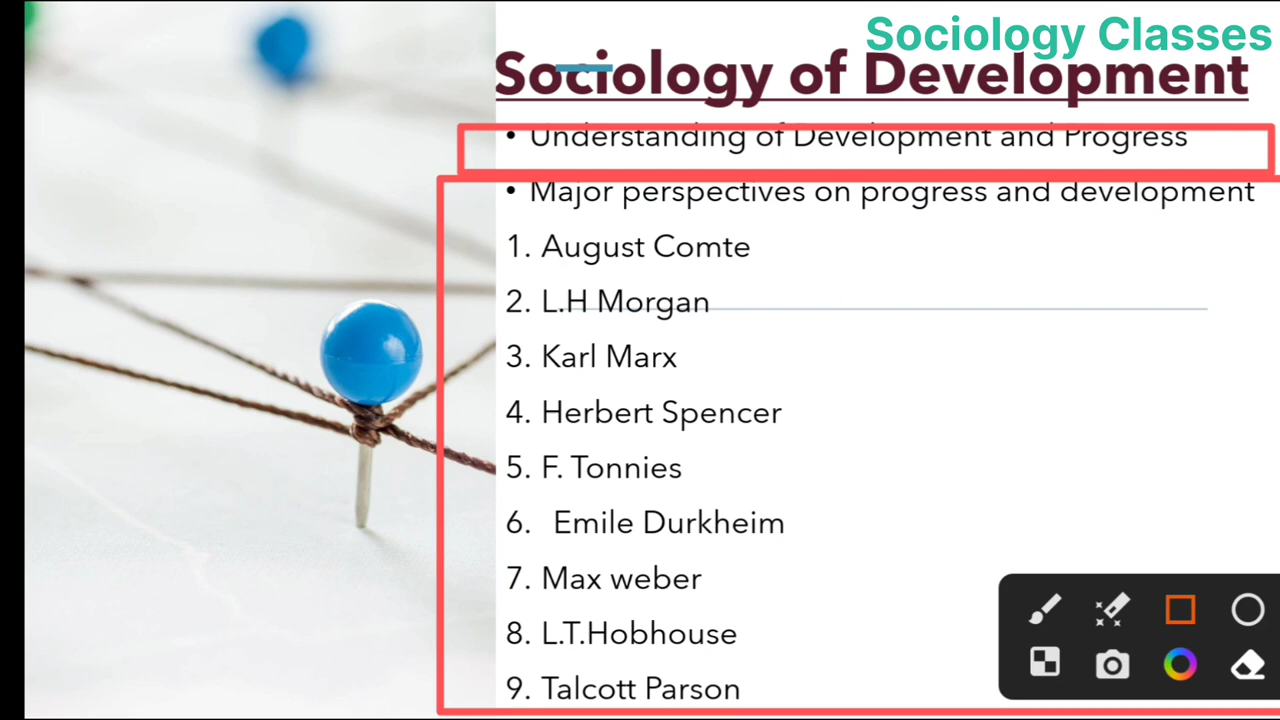 Sociology Classes
Sociology of Development
• Understanding of Development and Progress
• Major perspectives on progress and development
1. August Comte
2. L.H Morgan
3. Karl Marx
4. Herbert Spencer
5. F. Tonnies
6. Emile Durkheim
7. Max weber
8. L.T.Hobhouse
9. Talcott Parson